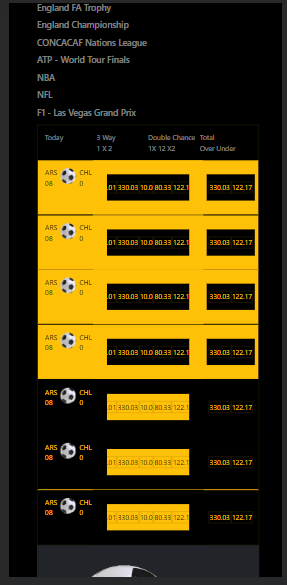 England FA Trophy
England Championship
CONCACAF Nations League
ATP - World Tour Finals
NBA
NFL
F1 - Las Vegas Grand Prix
Today 3 Way Double Chance Total
1 X 2 1X 12 X2 Over Under
ARS CHL
08 0 .01 330.03 10.0 80.33 122.1 330.03 122.17
ARS CHL
08 0 .01 330.03 10.0 80.33 122.1 330.03 122.17
ARS CHL
08 0 .01 330.03 10.0 80.33 122.1 330.03 122.17
ARS CHL
08 0 .01 330.03 10.0 80.33 122.1 330.03 122.17
ARS CHL
08 0 .01 330.03 10.0 80.33 122.1 330.03 122.17
ARS CHL
08 0 .01 330.03 10.0 80.33 122.1 330.03 122.17
ARS CHL
08 0 .01 330.03 10.0 80.33 122.1 330.03 122.17